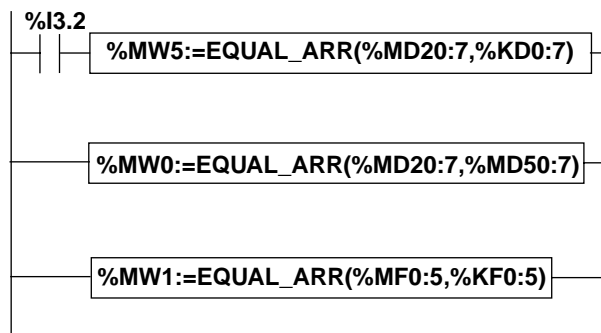 %I3.2
%MW5:=EQUAL_ARR(%MD20:7,%KD0:7)
%MW0:=EQUAL_ARR(%MD20:7,%MD50:7)
%MW1:=EQUAL_ARR(%MF0:5,%KF0:5)